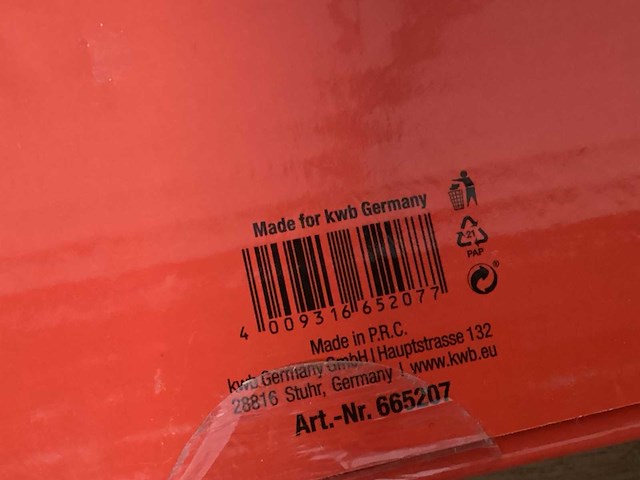 Made for kwb Germany
4 009316 652077
21
PAP
Made in P.R.C.
kwb Germany GmbH | Hauptstrasse 132
28816 Stuhr, Germany | www.kwb.eu
Art.-Nr. 665207